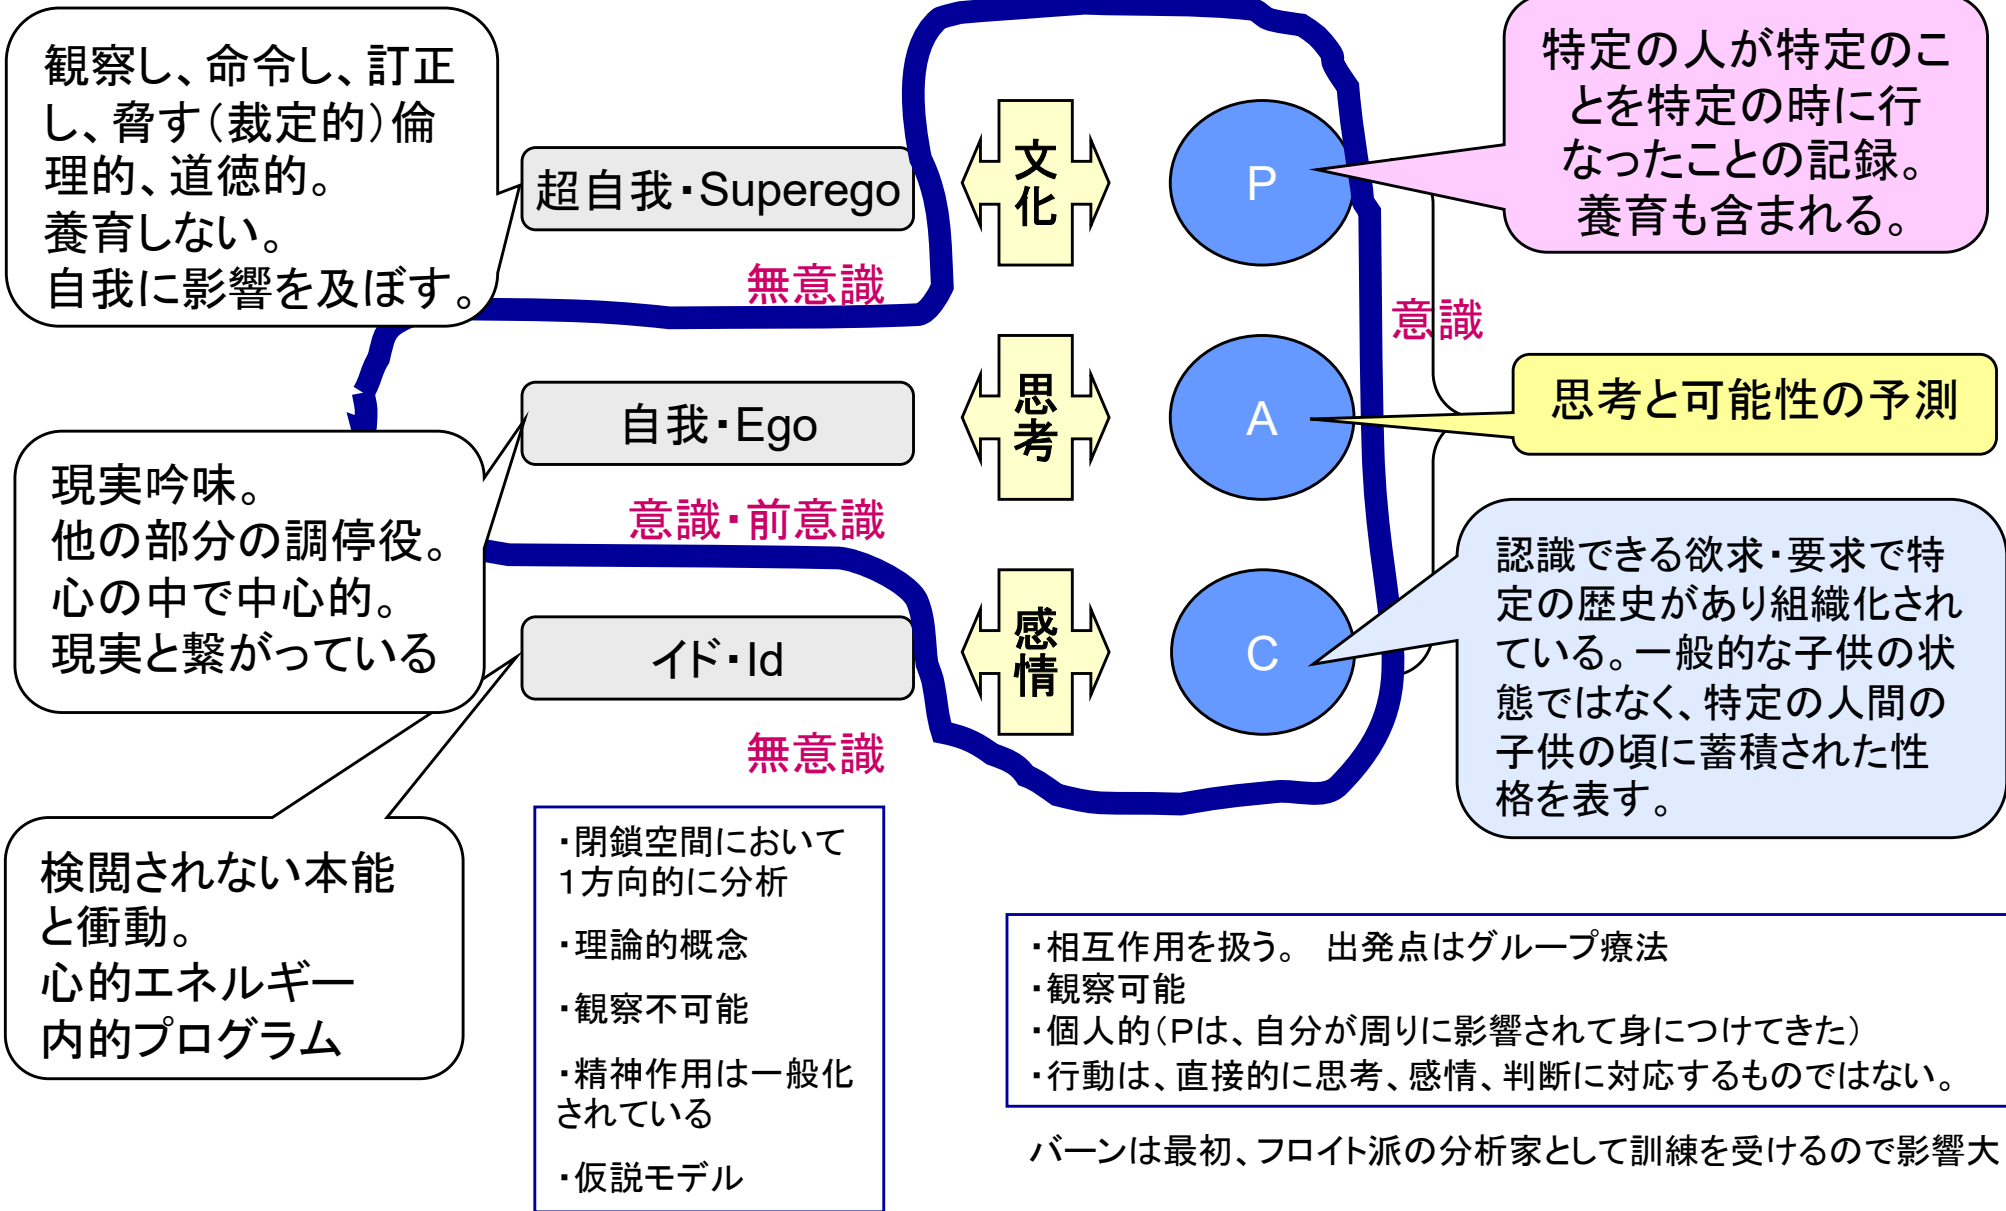 観察し、命令し、訂正
し、脅す（裁定的）倫
理的、道徳的。
養育しない。
自我に影響を及ぼす。
超自我・Superego
無意識
文化
P
特定の人が特定のこ
とを特定の時に行
なったことの記録。
養育も含まれる。
意識
現実吟味。
他の部分の調停役。
心の中で中心的。
現実と繋がっている
自我・Ego
意識・前意識
思考
A
思考と可能性の予測
検閲されない本能
と衝動。
心的エネルギー
内的プログラム
イド・Id
無意識
感情
C
認識できる欲求・要求で特
定の歴史があり組織化され
ている。一般的な子供の状
態ではなく、特定の人間の
子供の頃に蓄積された性
格を表す。
・閉鎖空間において
１方向的に分析
・理論的概念
・観察不可能
・精神作用は一般化
されている
・仮説モデル
・相互作用を扱う。 出発点はグループ療法
・観察可能
・個人的（Ｐは、自分が周りに影響されて身につけてきた）
・行動は、直接的に思考、感情、判断に対応するものではない。
バーンは最初、フロイト派の分析家として訓練を受けるので影響大